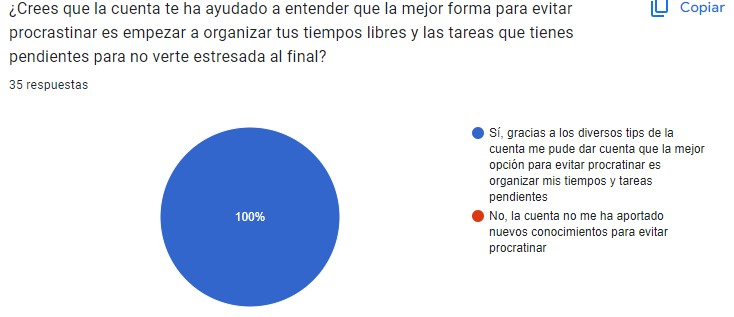 ¿Crees que la cuenta te ha ayudado a entender que la mejor forma para evitar
procrastinar es empezar a organizar tus tiempos libres y las tareas que tienes
pendientes para no verte estresada al final?
Copiar
35 respuestas
100%
Sí, gracias a los diversos tips de la
cuenta me pude dar cuenta que la mejor
opción para evitar procratinar es
organizar mis tiempos y tareas
pendientes
No, la cuenta no me ha aportado
nuevos conocimientos para evitar
procratinar